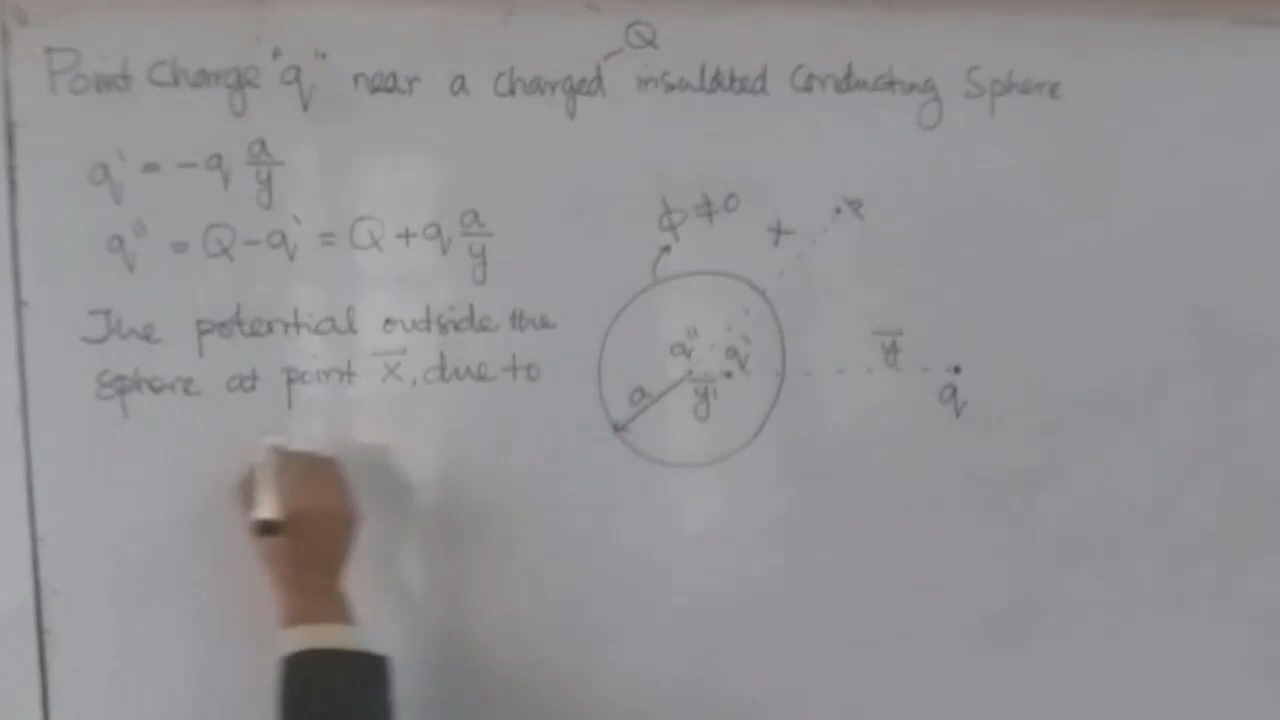 Q
Point Charge "q" near a charged insulated Conducting Sphere
q' = -q a/y
q'' = Q-q' = Q+q a/y
The potential outside the
sphere at point x, due to
ϕ≠0
+
q'' q'
a y'
y
q